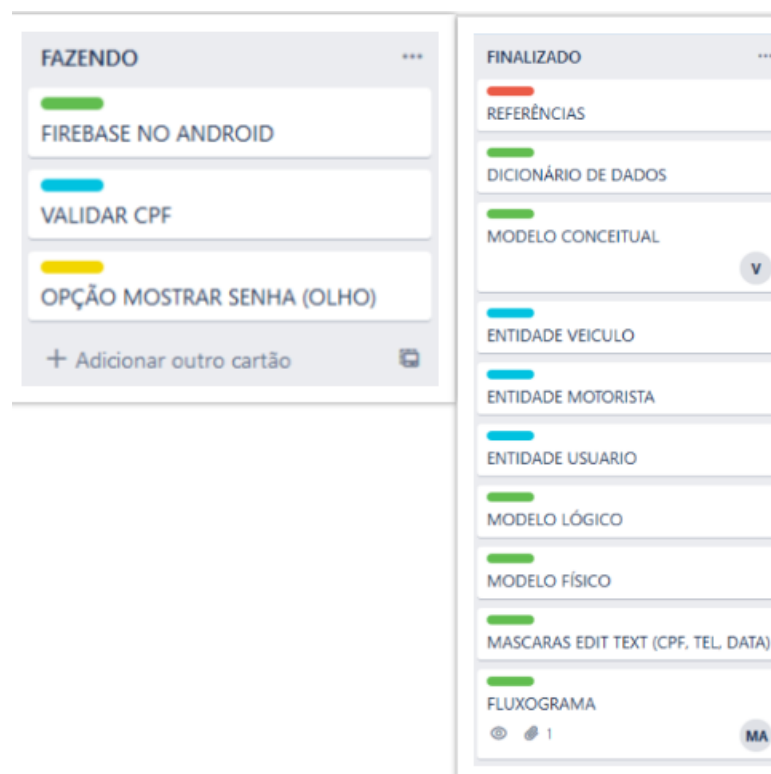 FAZENDO
FIREBASE NO ANDROID
VALIDAR CPF
OPÇÃO MOSTRAR SENHA (OLHO)
+ Adicionar outro cartão
FINALIZADO
REFERÊNCIAS
DICIONÁRIO DE DADOS
MODELO CONCEITUAL
V
ENTIDADE VEICULO
ENTIDADE MOTORISTA
ENTIDADE USUARIO
MODELO LÓGICO
MODELO FÍSICO
MASCARAS EDIT TEXT (CPF, TEL, DATA)
FLUXOGRAMA
1
MA